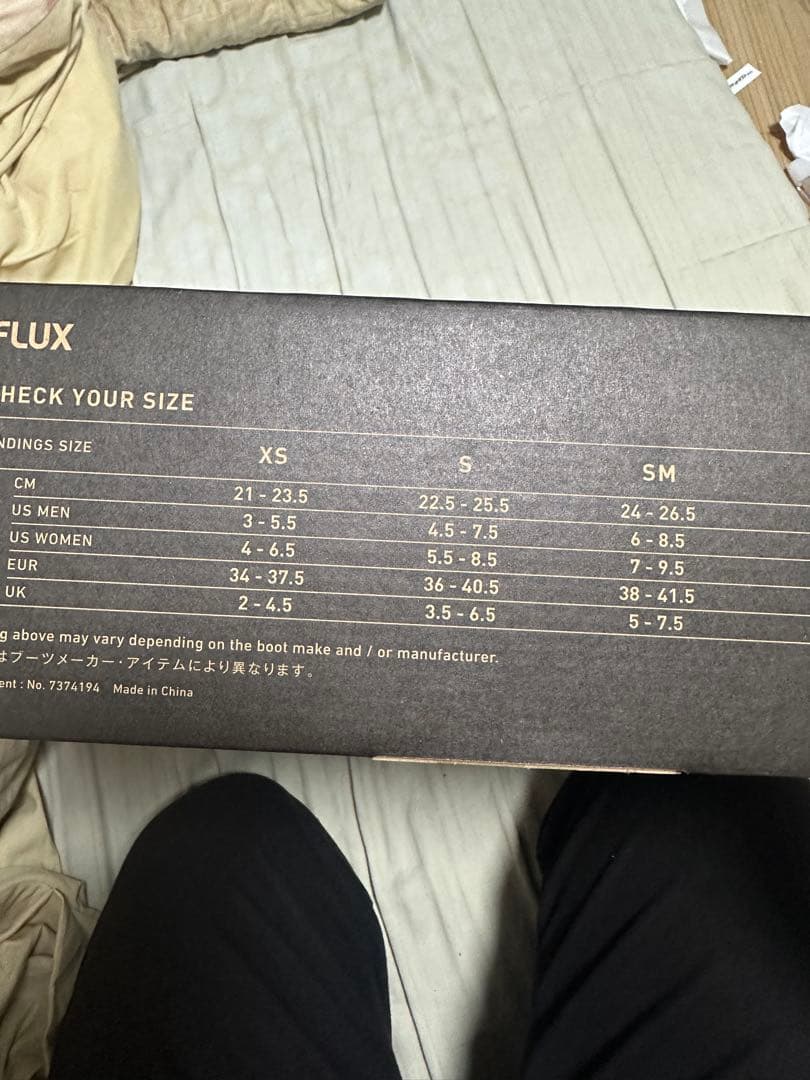 FLUX
HECK YOUR SIZE
NDINGS SIZE XS S SM
CM 21 - 23.5 22.5 - 25.5 24 - 26.5
US MEN 3 - 5.5 4.5 - 7.5 6 - 8.5
US WOMEN 4 - 6.5 5.5 - 8.5 7 - 9.5
EUR 34 - 37.5 36 - 40.5 38 - 41.5
UK 2 - 4.5 3.5 - 6.5 5 - 7.5
g above may vary depending on the boot make and / or manufacturer.
はブーツメーカー・アイテムにより異なります。
ent : No. 7374194 Made in China